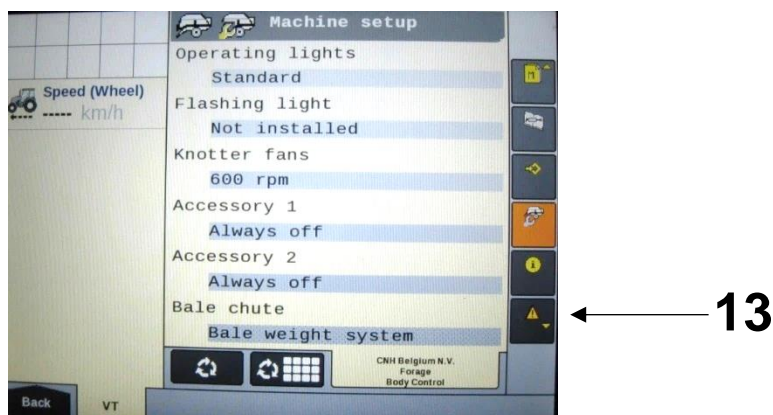 Machine setup
Operating lights
Standard
Speed (Wheel)
----- km/h
Flashing light
Not installed
Knotter fans
600 rpm
Accessory 1
Always off
Accessory 2
Always off
Bale chute
Bale weight system
13
CNH Belgium N.V.
Forage
Body Control
Back
VT